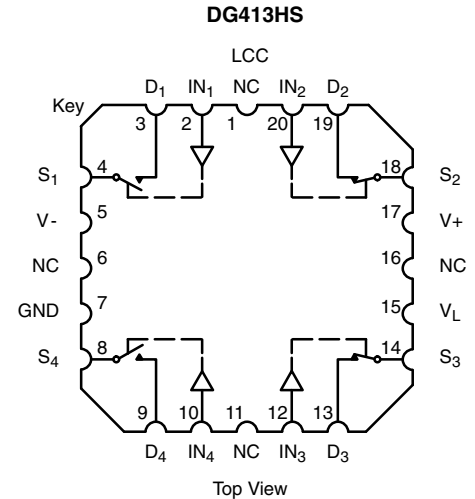 DG413HS
LCC
D1 IN1 NC IN2 D2
Key
3 2 1 20 19
S1 4 18 S2
V- 5 17 V+
NC 6 16 NC
GND 7 15 VL
S4 8 14 S3
9 10 11 12 13
D4 IN4 NC IN3 D3
Top View